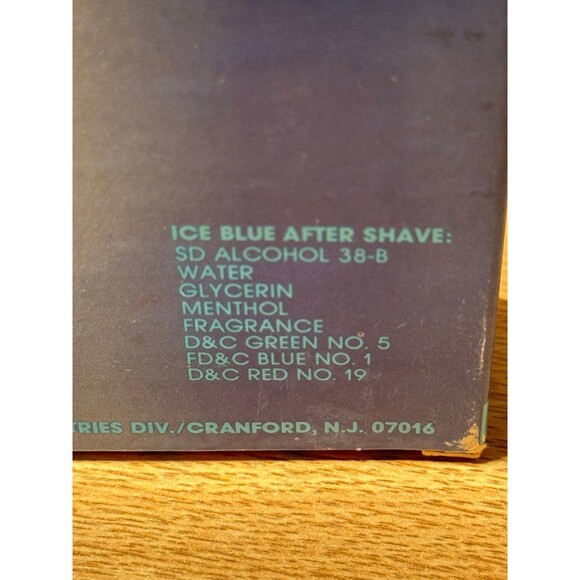 ICE BLUE AFTER SHAVE:
SD ALCOHOL 38-B
WATER
GLYCERIN
MENTHOL
FRAGRANCE
D&C GREEN NO. 5
FD&C BLUE NO. 1
D&C RED NO. 19
TRIES DIV./CRANFORD, N.J. 07016